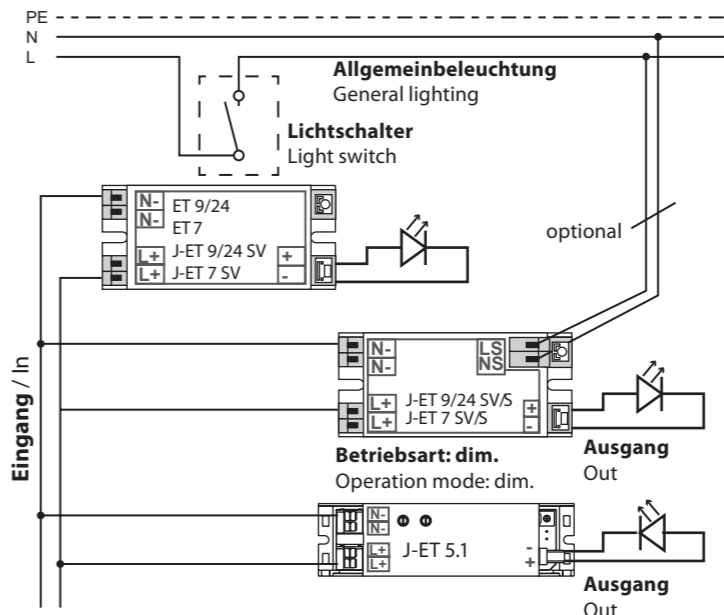 PE
N
L
Allgemeinbeleuchtung
General lighting
Lichtschalter
Light switch
N-
N-
ET 9/24
ET 7
L+
L+
J-ET 9/24 SV
J-ET 7 SV
+
-
optional
N-
N-
LS
NS
L+
L+
J-ET 9/24 SV/S
J-ET 7 SV/S
+
-
Eingang / In
Betriebsart: dim.
Operation mode: dim.
Ausgang
Out
N-
N-
L+
L+
J-ET 5.1
-
+
Ausgang
Out